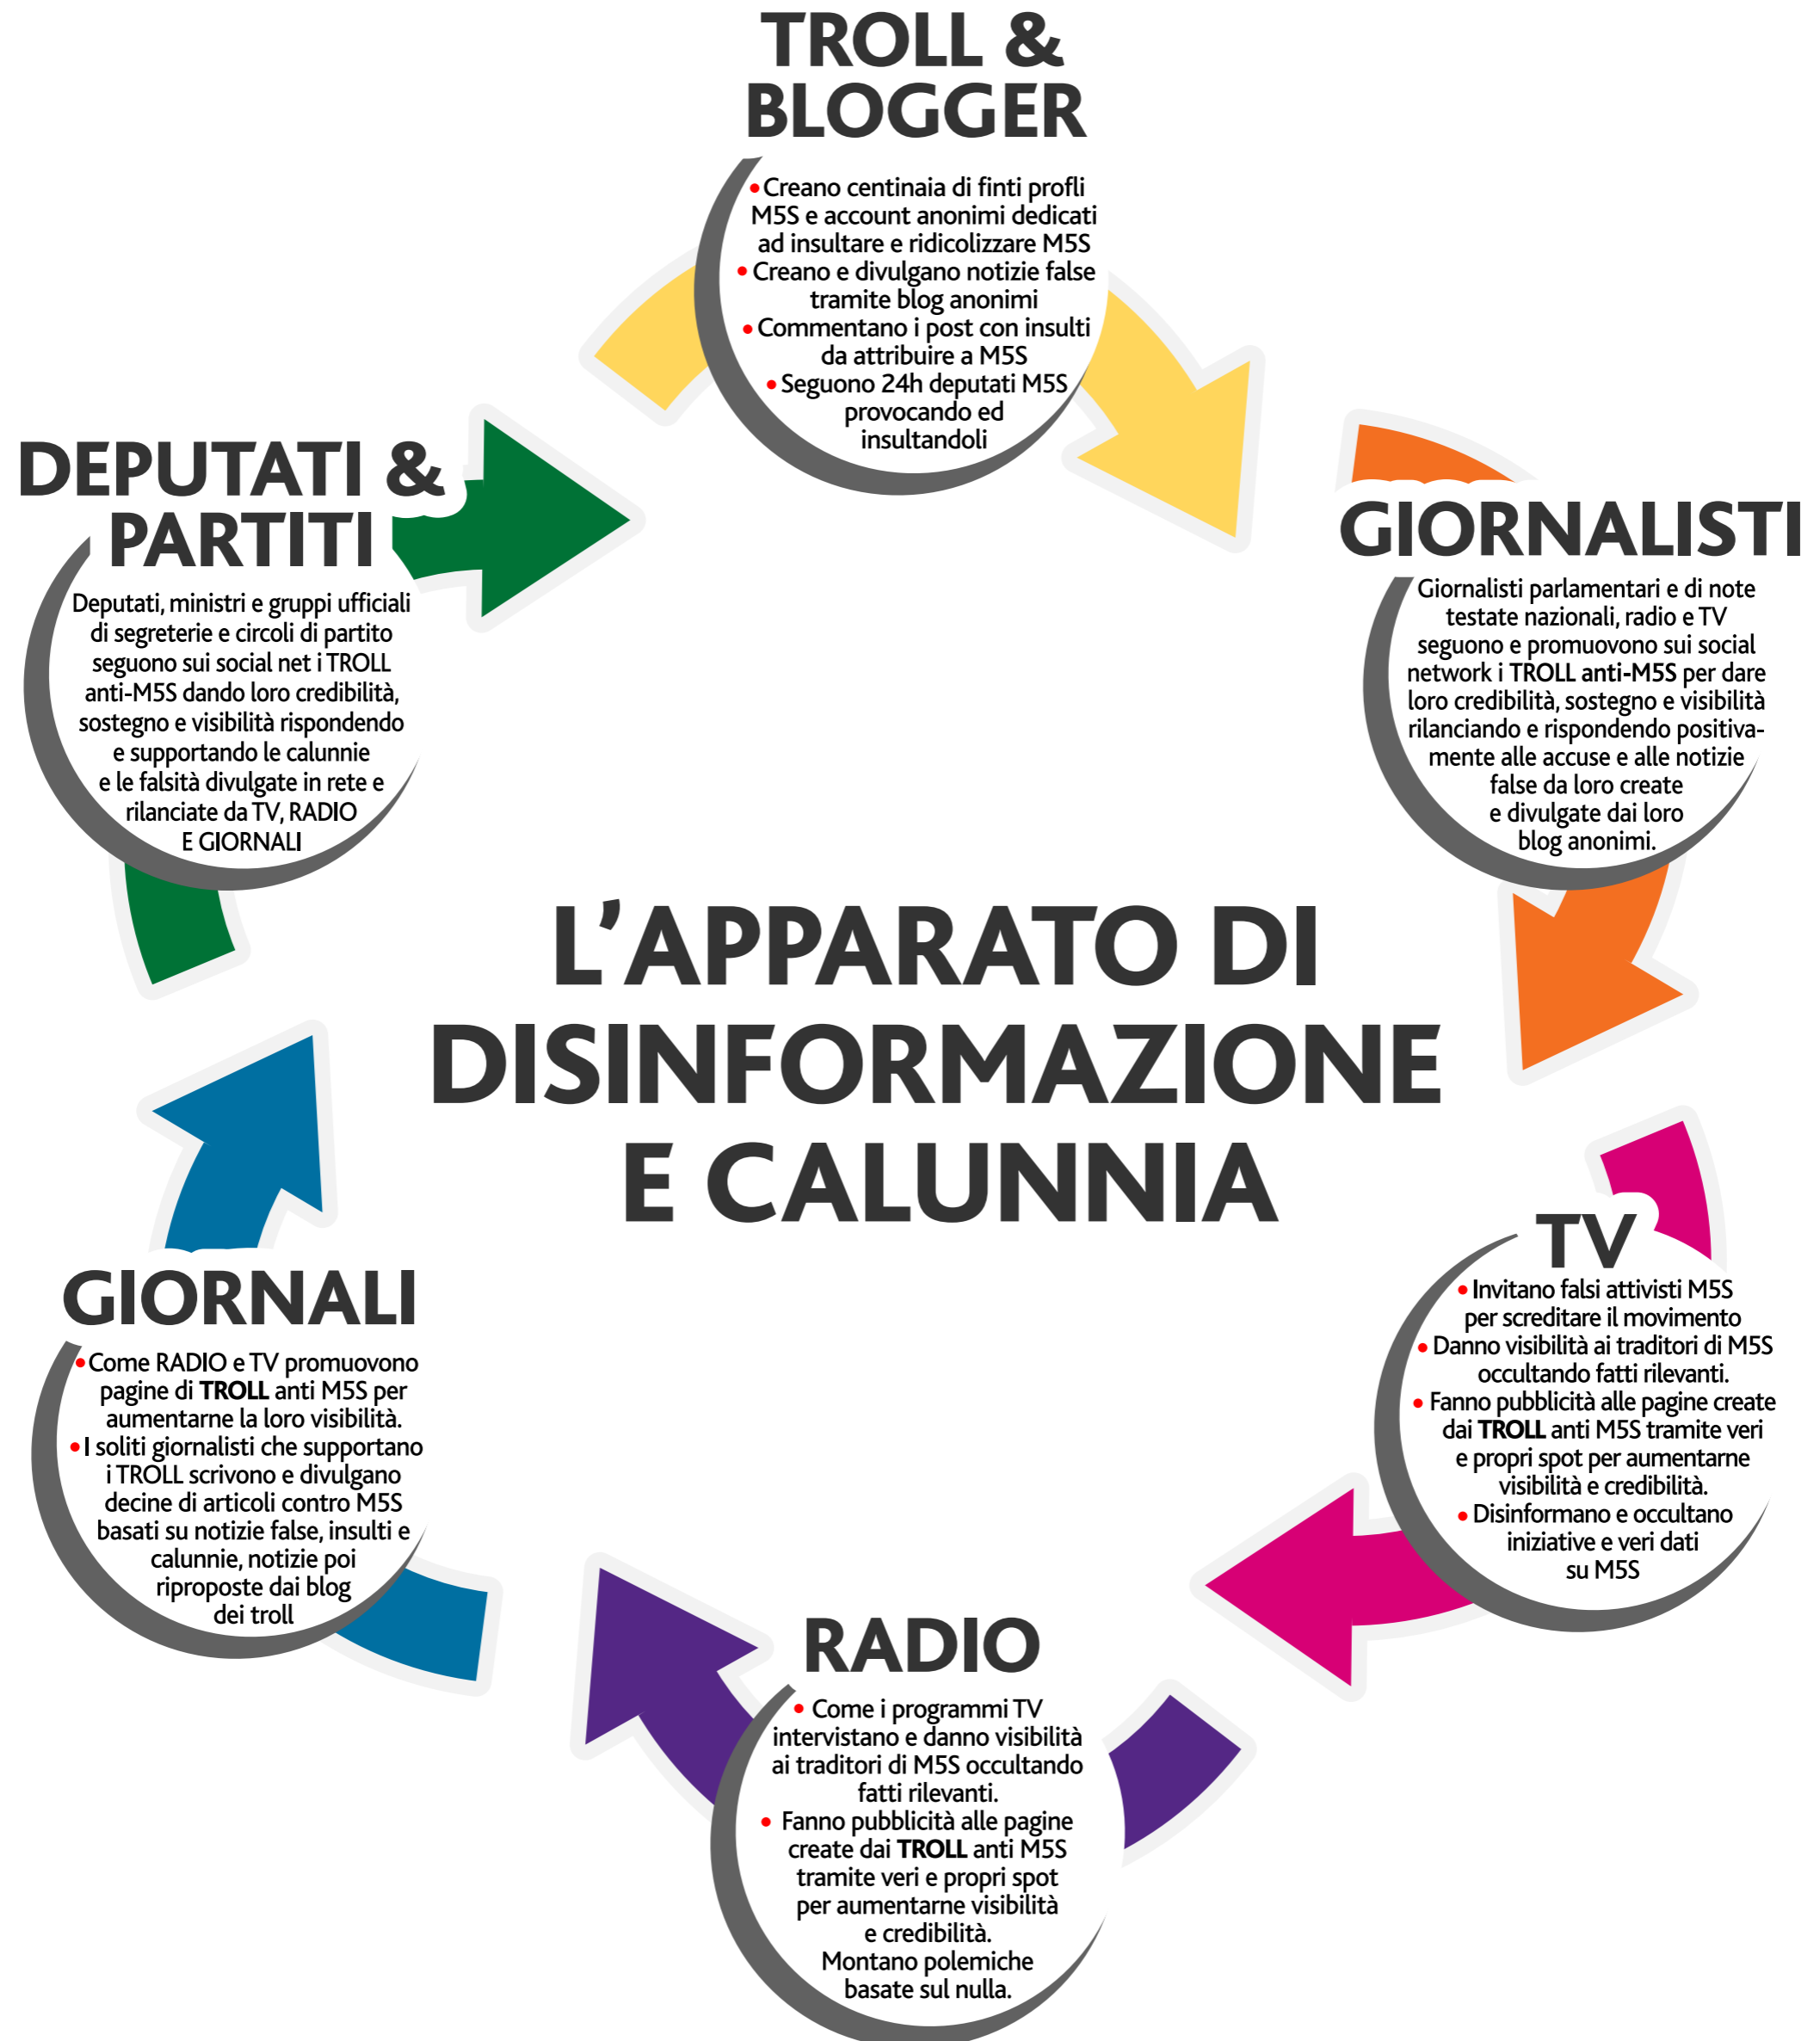 TROLL &
BLOGGER
•Creano centinaia di finti profli
M5S e account anonimi dedicati
ad insultare e ridicolizzare M5S
• Creano e divulgano notizie false
tramite blog anonimi
• Commentano i post con insulti
da attribuire a M5S
• Seguono 24h deputati M5S
provocando ed
insultandoli
GIORNALISTI
Giornalisti parlamentari e di note
testate nazionali, radio e TV
seguono e promuovono sui social
network i TROLL anti-M5S per dare
loro credibilità, sostegno e visibilità
rilanciando e rispondendo positiva-
mente alle accuse e alle notizie
false da loro create
e divulgate dai loro
blog anonimi.
TV
• Invitano falsi attivisti M5S
per screditare il movimento
• Danno visibilità ai traditori di M5S
occultando fatti rilevanti.
• Fanno pubblicità alle pagine create
dai TROLL anti M5S tramite veri
e propri spot per aumentarne
visibilità e credibilità.
• Disinformano e occultano
iniziative e veri dati
su M5S
RADIO
• Come i programmi TV
intervistano e danno visibilità
ai traditori di M5S occultando
fatti rilevanti.
• Fanno pubblicità alle pagine
create dai TROLL anti M5S
tramite veri e propri spot
per aumentarne visibilità
e credibilità.
Montano polemiche
basate sul nulla.
GIORNALI
•Come RADIO e TV promuovono
pagine di TROLL anti M5S per
aumentarne la loro visibilità.
•I soliti giornalisti che supportano
i TROLL scrivono e divulgano
decine di articoli contro M5S
basati su notizie false, insulti e
calunnie, notizie poi
riproposte dai blog
dei troll
DEPUTATI &
PARTITI
Deputati, ministri e gruppi ufficiali
di segreterie e circoli di partito
seguono sui social net i TROLL
anti-M5S dando loro credibilità,
sostegno e visibilità rispondendo
e supportando le calunnie
e le falsità divulgate in rete e
rilanciate da TV, RADIO
E GIORNALI
L'APPARATO DI
DISINFORMAZIONE
E CALUNNIA